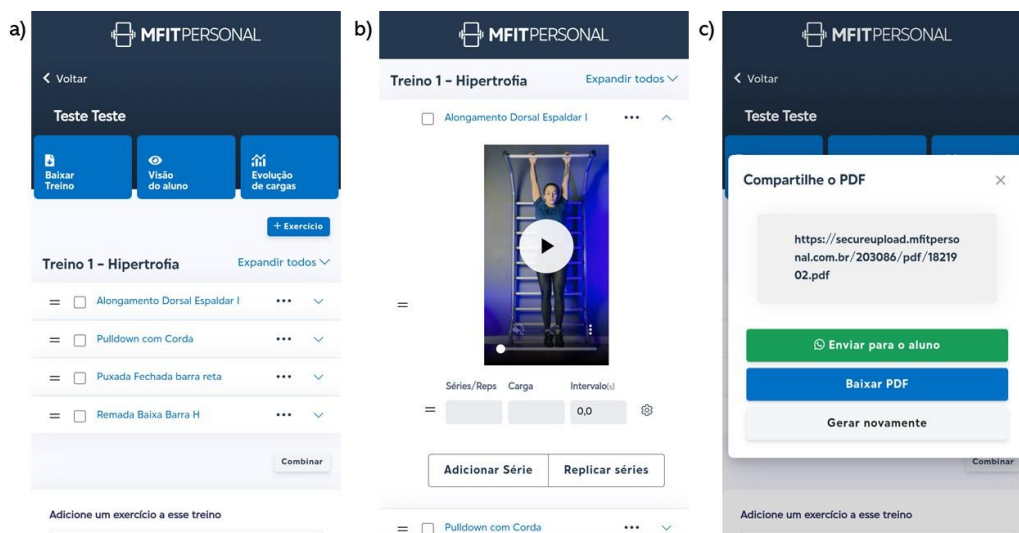 a)
MFITPERSONAL
Voltar
Teste Teste
Baixar
Treino
Visão
do aluno
Evolução
de cargas
+ Exercício
Treino 1 - Hipertrofia
Expandir todos
Alongamento Dorsal Espaldar I
Pulldown com Corda
Puxada Fechada barra reta
Remada Baixa Barra H
Combinar
Adicione um exercício a esse treino
b)
MFITPERSONAL
Treino 1 - Hipertrofia
Expandir todos
Alongamento Dorsal Espaldar I
Séries/Reps
Carga
Intervalo(s)
0,0
Adicionar Série
Replicar séries
Pulldown com Corda
c)
MFITPERSONAL
Voltar
Teste Teste
Compartilhe o PDF
https://secureupload.mfitperso
nal.com.br/203086/pdf/18219
02.pdf
Enviar para o aluno
Baixar PDF
Gerar novamente
Combinar
Adicione um exercício a esse treino